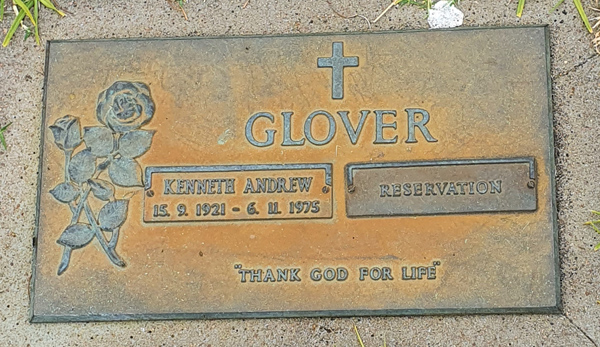 GLOVER
KENNETH ANDREW
15. 9. 1921 - 6. 11. 1975
RESERVATION
"THANK GOD FOR LIFE"